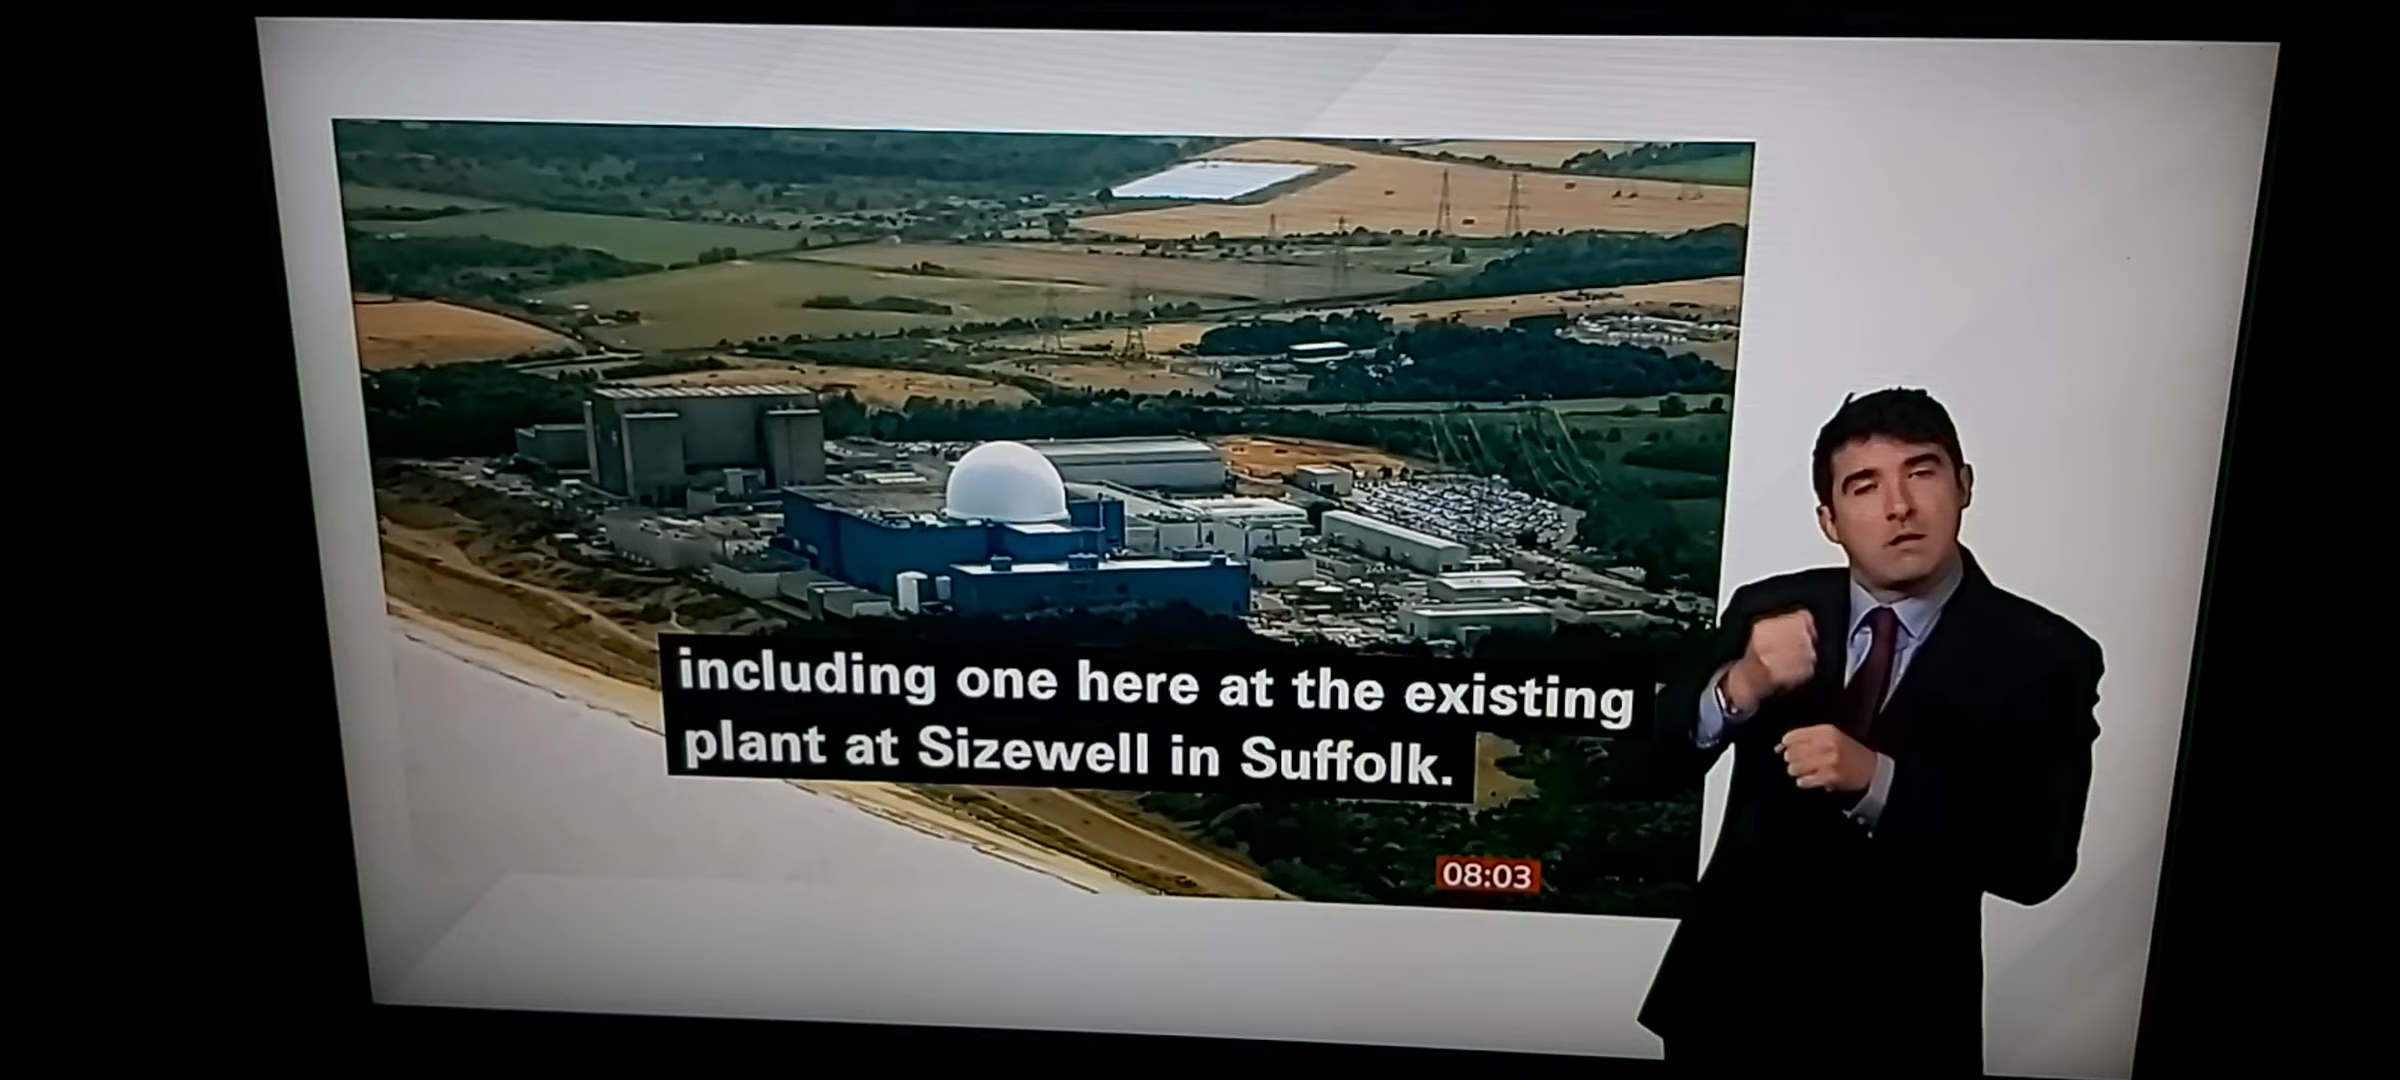 including one here at the existing
plant at Sizewell in Suffolk.
08:03